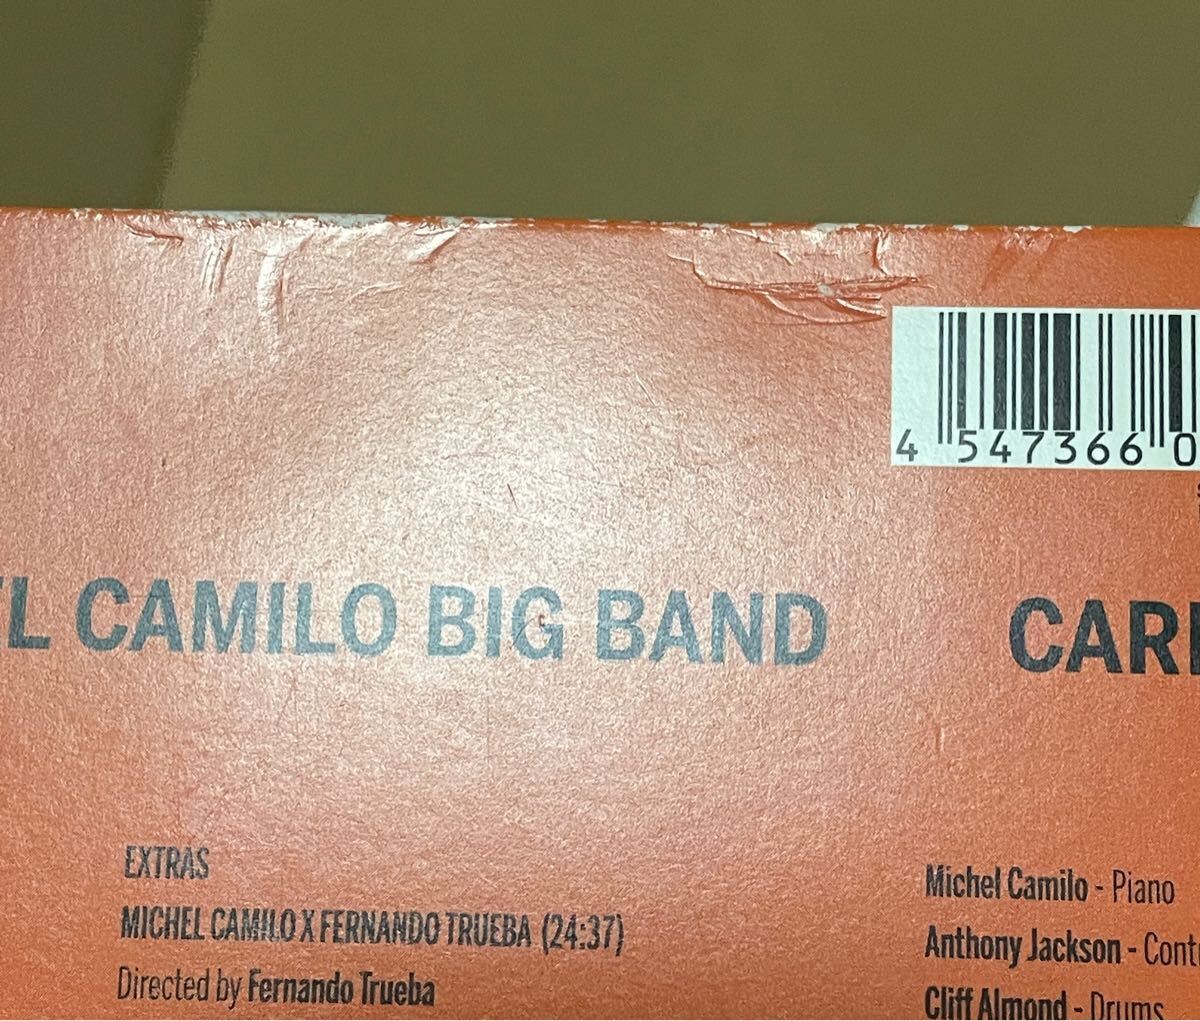 4 547366 0
L CAMILO BIG BAND
CAR
EXTRAS
MICHEL CAMILO X FERNANDO TRUEBA (24:37)
Directed by Fernando Trueba
Michel Camilo - Piano
Anthony Jackson - Cont
Cliff Almond - Drums